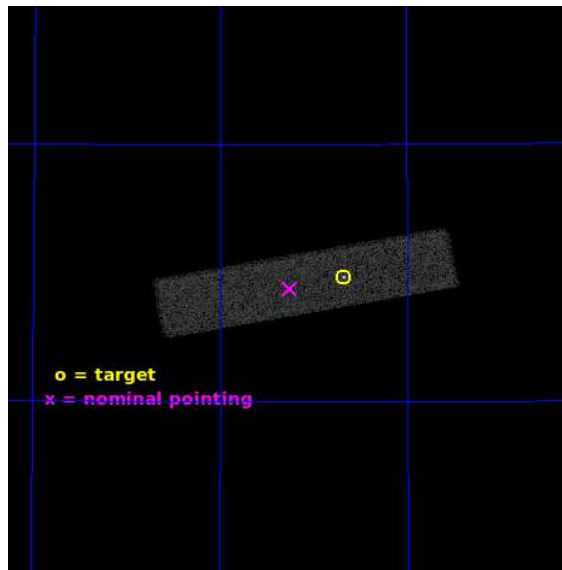 o = target
x = nominal pointing